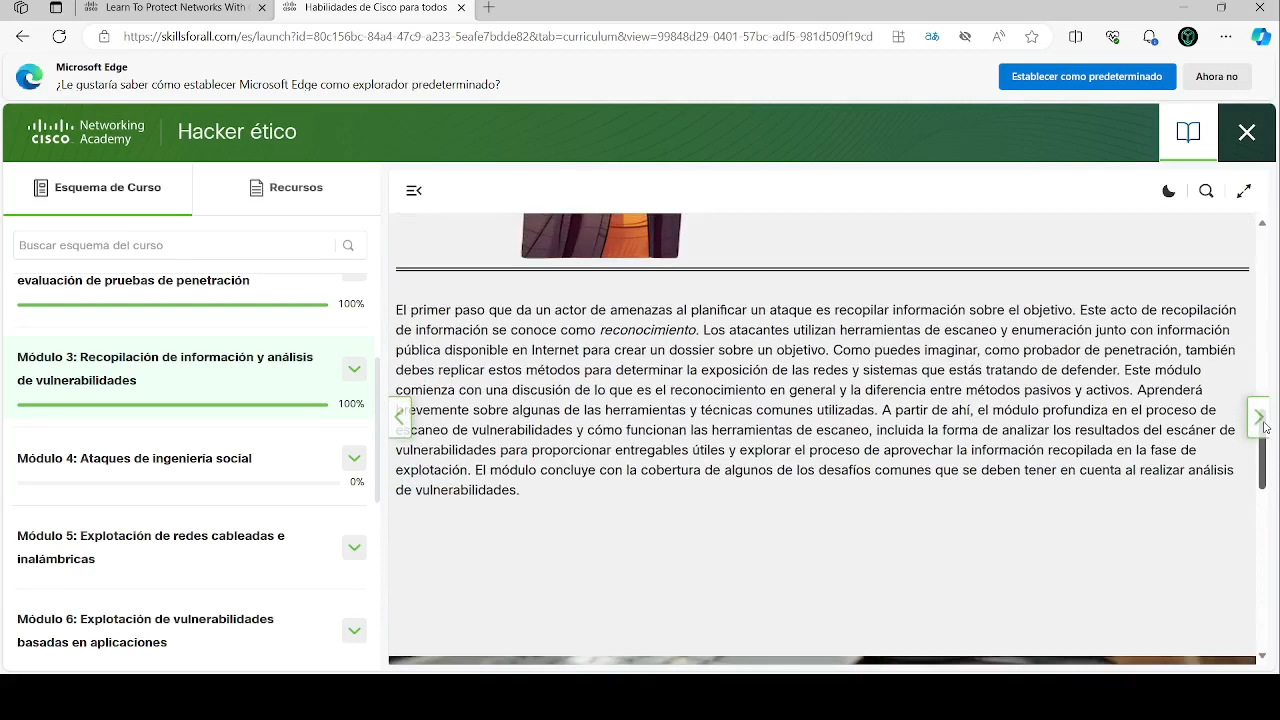 Learn To Protect Networks With
Habilidades de Cisco para todos
https://skillsforall.com/es/launch?id=80c156bc-84a4-47c9-a233-5eafe7bdde82&tab=curriculum&view=99848d29-0401-57bc-adf5-981d509f19cd
Microsoft Edge
¿Le gustaría saber cómo establecer Microsoft Edge como explorador predeterminado?
Establecer como predeterminado
Ahora no
CISCO Networking Academy
Hacker ético
Esquema de Curso
Recursos
Buscar esquema del curso
evaluación de pruebas de penetración
100%
Módulo 3: Recopilación de información y análisis
de vulnerabilidades
100%
Módulo 4: Ataques de ingeniería social
0%
Módulo 5: Explotación de redes cableadas e
inalámbricas
Módulo 6: Explotación de vulnerabilidades
basadas en aplicaciones
El primer paso que da un actor de amenazas al planificar un ataque es recopilar información sobre el objetivo. Este acto de recopilación
de información se conoce como reconocimiento. Los atacantes utilizan herramientas de escaneo y enumeración junto con información
pública disponible en Internet para crear un dossier sobre un objetivo. Como puedes imaginar, como probador de penetración, también
debes replicar estos métodos para determinar la exposición de las redes y sistemas que estás tratando de defender. Este módulo
comienza con una discusión de lo que es el reconocimiento en general y la diferencia entre métodos pasivos y activos. Aprenderá
brevemente sobre algunas de las herramientas y técnicas comunes utilizadas. A partir de ahí, el módulo profundiza en el proceso de
escaneo de vulnerabilidades y cómo funcionan las herramientas de escaneo, incluida la forma de analizar los resultados del escáner de
vulnerabilidades para proporcionar entregables útiles y explorar el proceso de aprovechar la información recopilada en la fase de
explotación. El módulo concluye con la cobertura de algunos de los desafíos comunes que se deben tener en cuenta al realizar análisis
de vulnerabilidades.